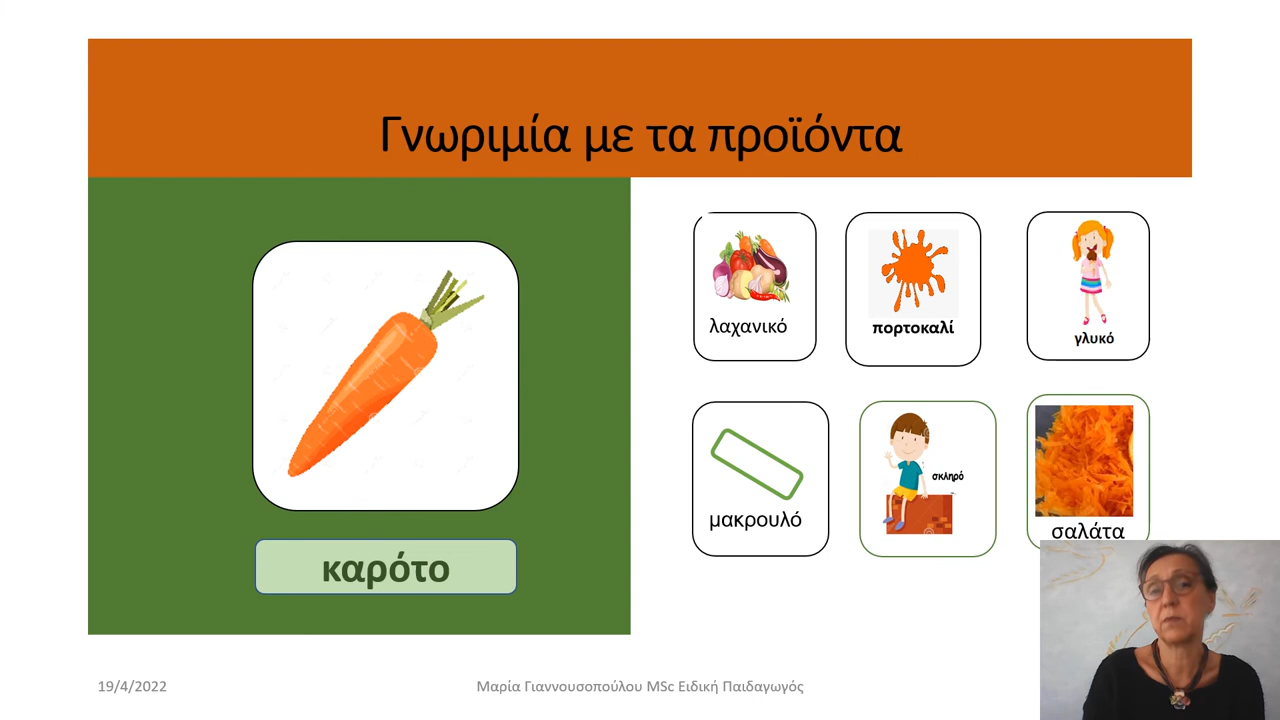 Γνωριμία με τα προϊόντα
καρότο
λαχανικό
πορτοκαλί
γλυκό
μακρουλό
σκληρό
σαλάτα
19/4/2022
Μαρία Γιαννουσοπούλου MSc Ειδική Παιδαγωγός